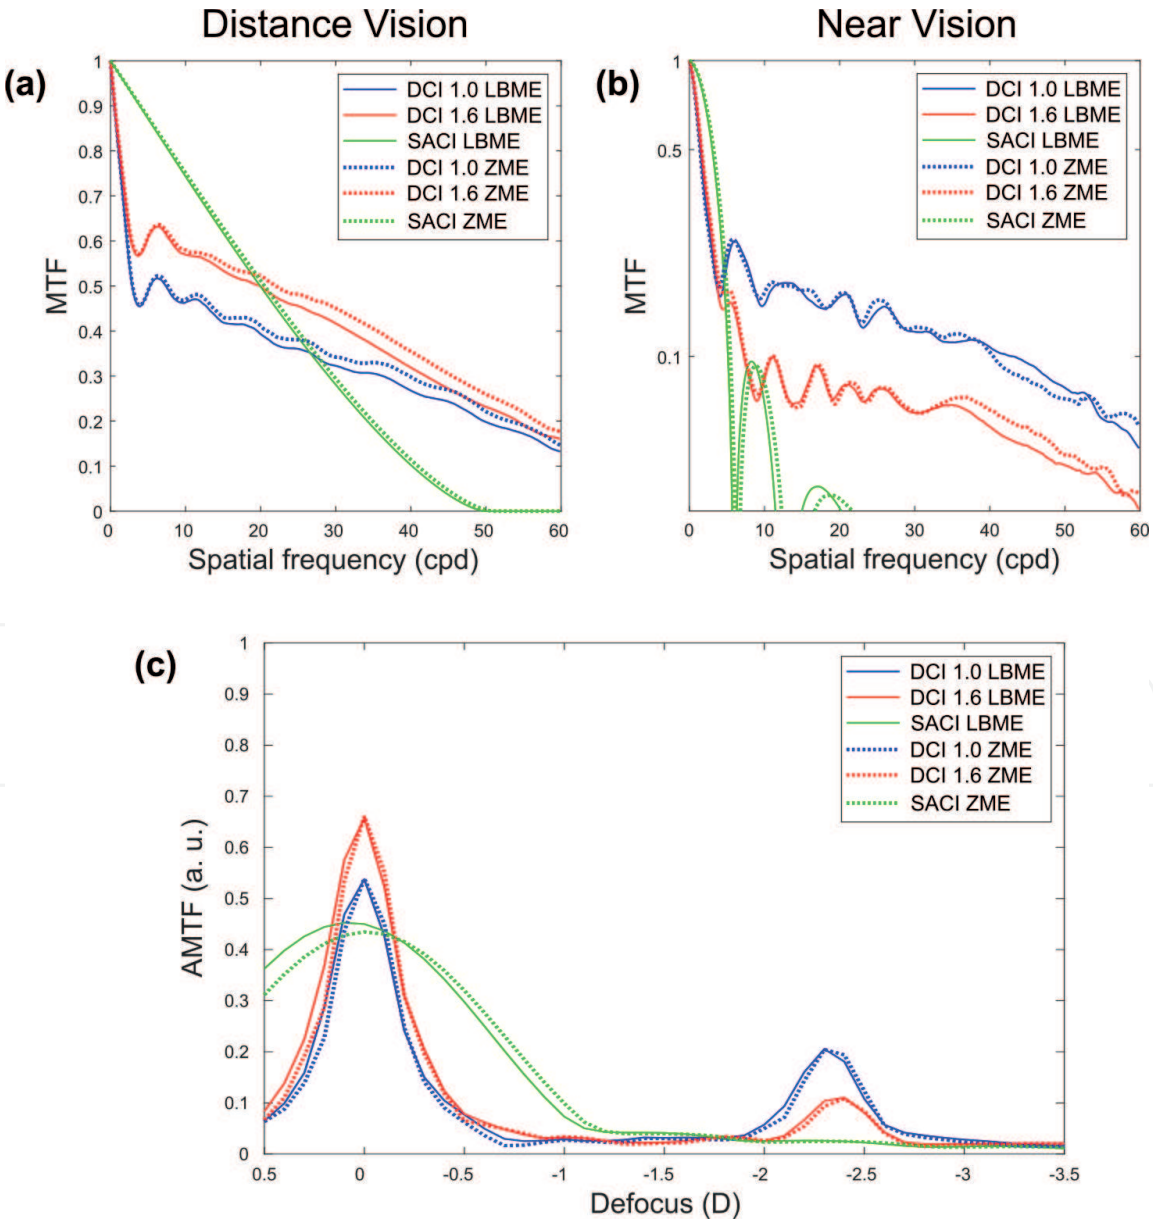 Distance Vision
Near Vision
(a)
1
0.9
0.8
0.7
0.6
0.5
0.4
0.3
0.2
0.1
0
MTF
DCI 1.0 LBME
DCI 1.6 LBME
SACI LBME
DCI 1.0 ZME
DCI 1.6 ZME
SACI ZME
0 10 20 30 40 50 60
Spatial frequency (cpd)
(b)
1
0.5
0.1
MTF
DCI 1.0 LBME
DCI 1.6 LBME
SACI LBME
DCI 1.0 ZME
DCI 1.6 ZME
SACI ZME
0 10 20 30 40 50 60
Spatial frequency (cpd)
(c)
1
0.9
0.8
0.7
0.6
0.5
0.4
0.3
0.2
0.1
0
AMTF (a. u.)
DCI 1.0 LBME
DCI 1.6 LBME
SACI LBME
DCI 1.0 ZME
DCI 1.6 ZME
SACI ZME
0.5 0 -0.5 -1 -1.5 -2 -2.5 -3 -3.5
Defocus (D)